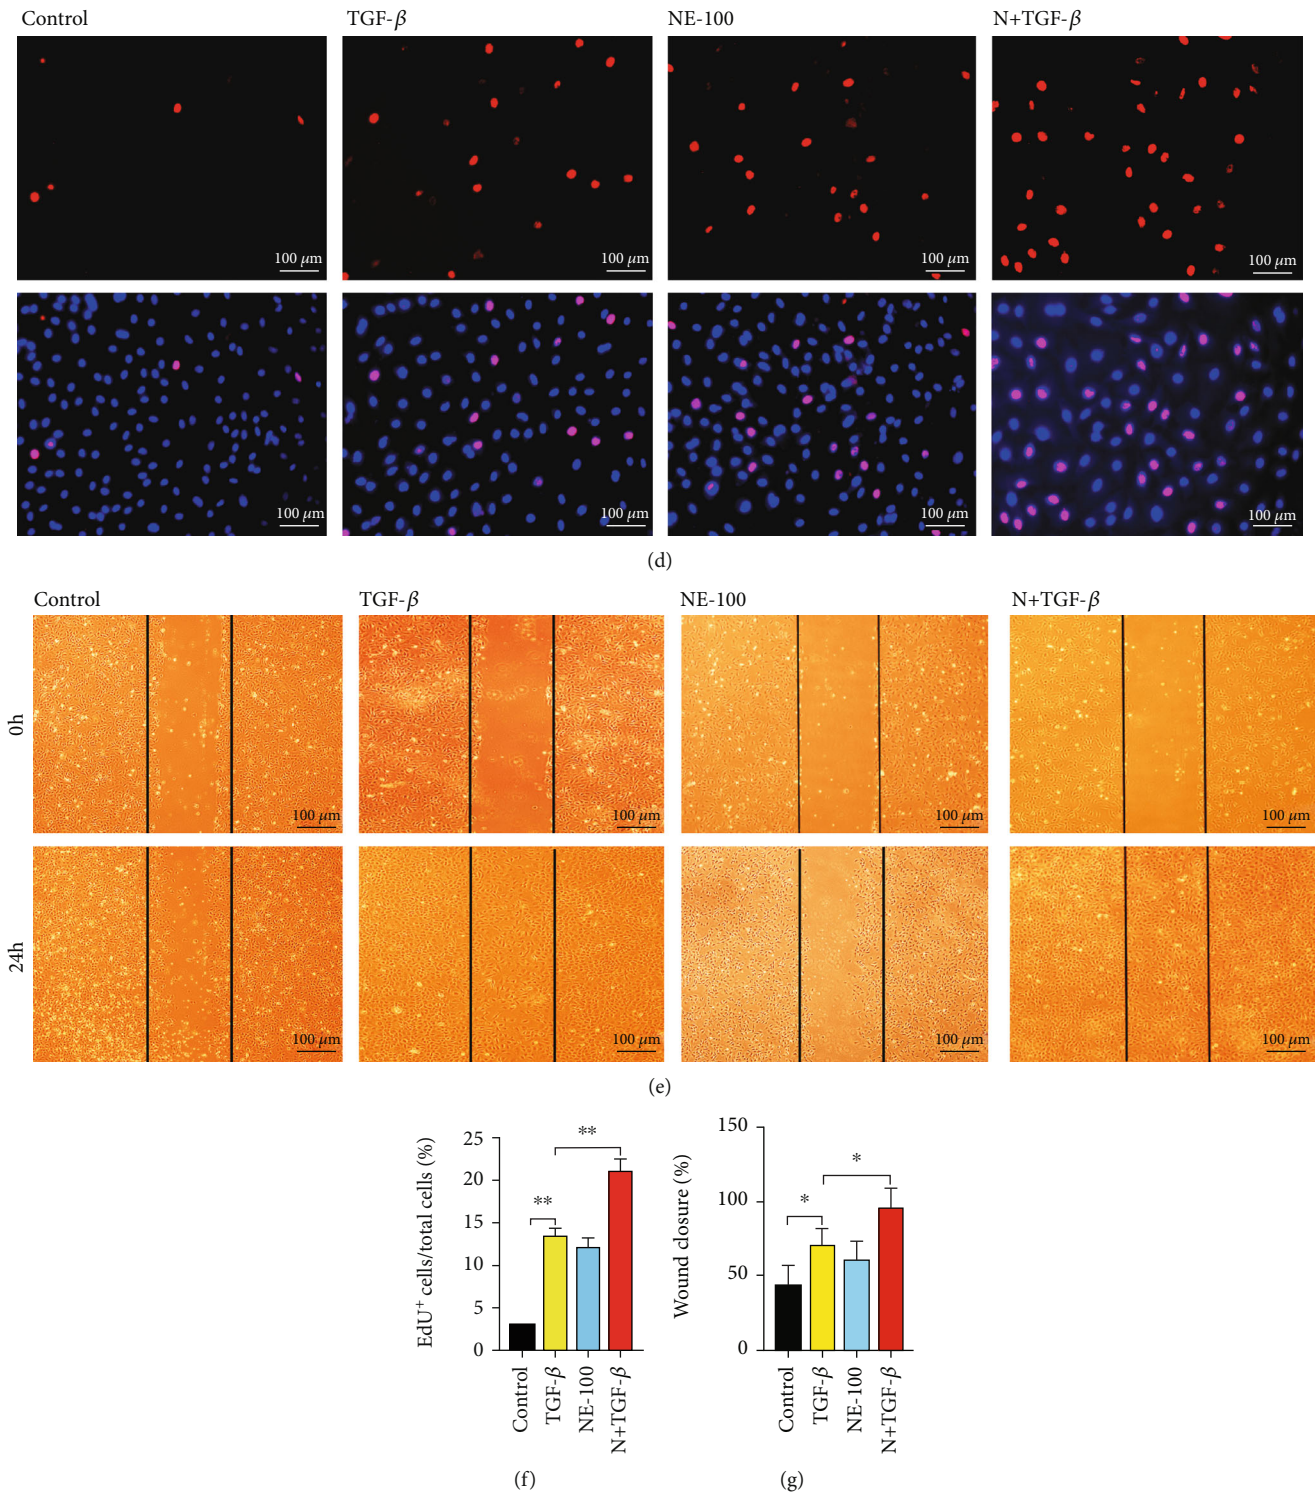 Control TGF-β NE-100 N+TGF-β
100 μm 100 μm 100 μm 100 μm
100 μm 100 μm 100 μm 100 μm
(d)
Control TGF-β NE-100 N+TGF-β
0h
100 μm 100 μm 100 μm 100 μm
24h
100 μm 100 μm 100 μm 100 μm
(e)
EdU⁺ cells/total cells (%)
25
20
15
10
5
0
**
**
Control
TGF-β
NE-100
N+TGF-β
(f)
Wound closure (%)
150
100
50
0
*
*
Control
TGF-β
NE-100
N+TGF-β
(g)